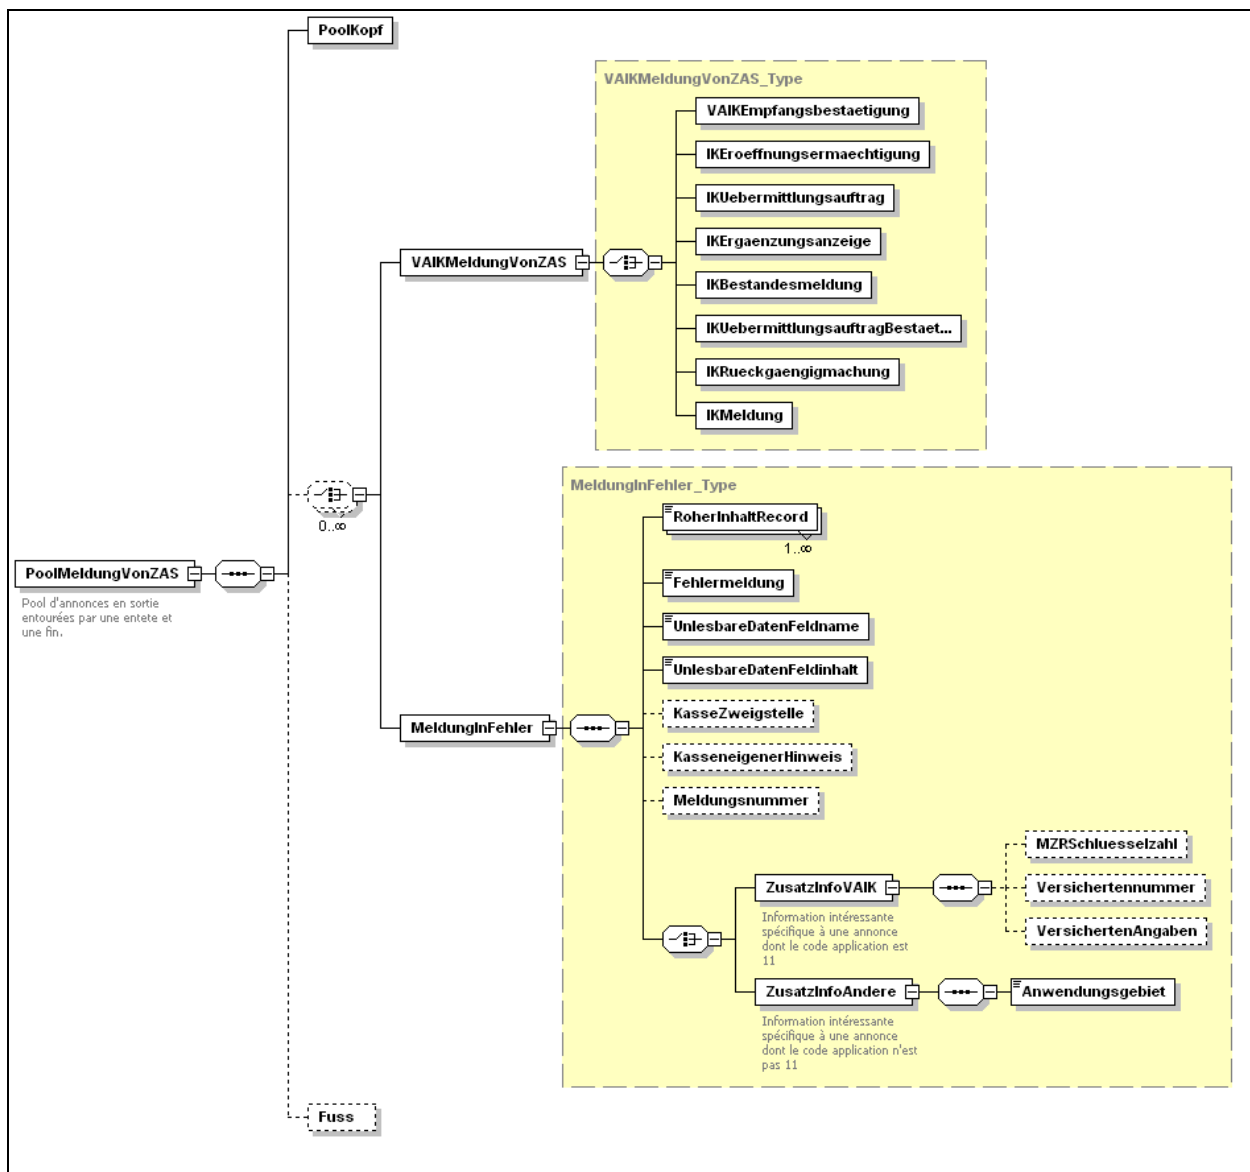 PoolKopf
VAIKMeldungVonZAS_Type
VAIKEmpfangsbestaetigung
IKEroeffnungsermaechtigung
IKUebermittlungsauftrag
IKErgaenzungsanzeige
VAIKMeldungVonZAS
IKBestandesmeldung
IKUebermittlungsauftragBestaet...
IKRueckgaengigmachung
IKMeldung
MeldungInFehler_Type
0..∞
RoherInhaltRecord
1..∞
PoolMeldungVonZAS
Pool d'annonces en sortie
entourées par une entete et
une fin.
Fehlermeldung
UnlesbareDatenFeldname
UnlesbareDatenFeldinhalt
KasseZweigstelle
MeldungInFehler
KasseneigenerHinweis
Meldungsnummer
MZRSchluesselzahl
ZusatzInfoVAIK
Versichertennummer
Information intéressante
spécifique à une annonce
dont le code application est
11
VersichertenAngaben
ZusatzInfoAndere
Anwendungsgebiet
Information intéressante
spécifique à une annonce
dont le code application n'est
pas 11
Fuss